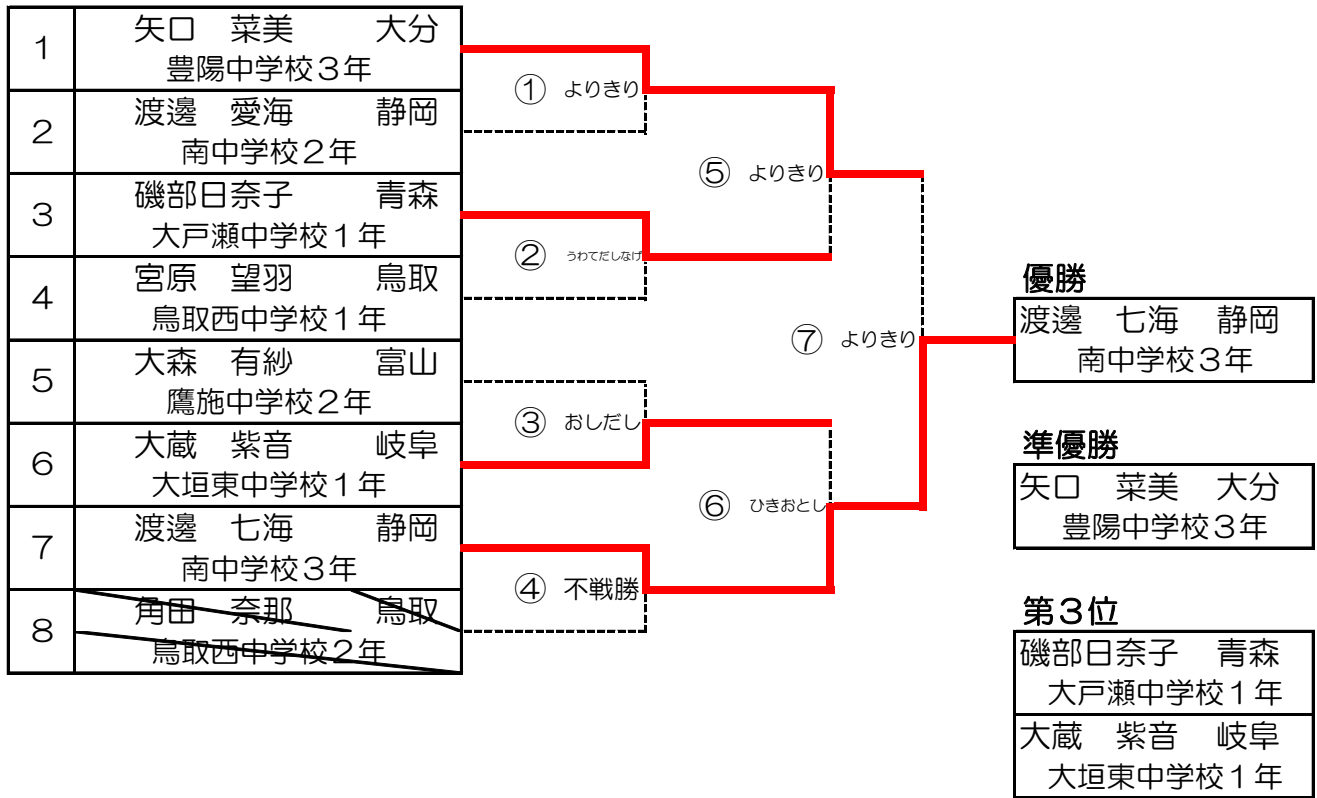 1
矢口　菜美　　大分
豊陽中学校３年
2
渡邊　愛海　　静岡
南中学校２年
3
磯部日奈子　　青森
大戸瀬中学校１年
4
宮原　望羽　　鳥取
鳥取西中学校１年
5
大森　有紗　　富山
鷹施中学校２年
6
大蔵　紫音　　岐阜
大垣東中学校１年
7
渡邊　七海　　静岡
南中学校３年
8
角田　奈那　　鳥取
鳥取西中学校２年
① よりきり
② うわてだしなげ
③ おしだし
④ 不戦勝
⑤ よりきり
⑥ ひきおとし
⑦ よりきり
優勝
渡邊　七海　静岡
南中学校３年
準優勝
矢口　菜美　大分
豊陽中学校３年
第３位
磯部日奈子　青森
大戸瀬中学校１年
大蔵　紫音　岐阜
大垣東中学校１年